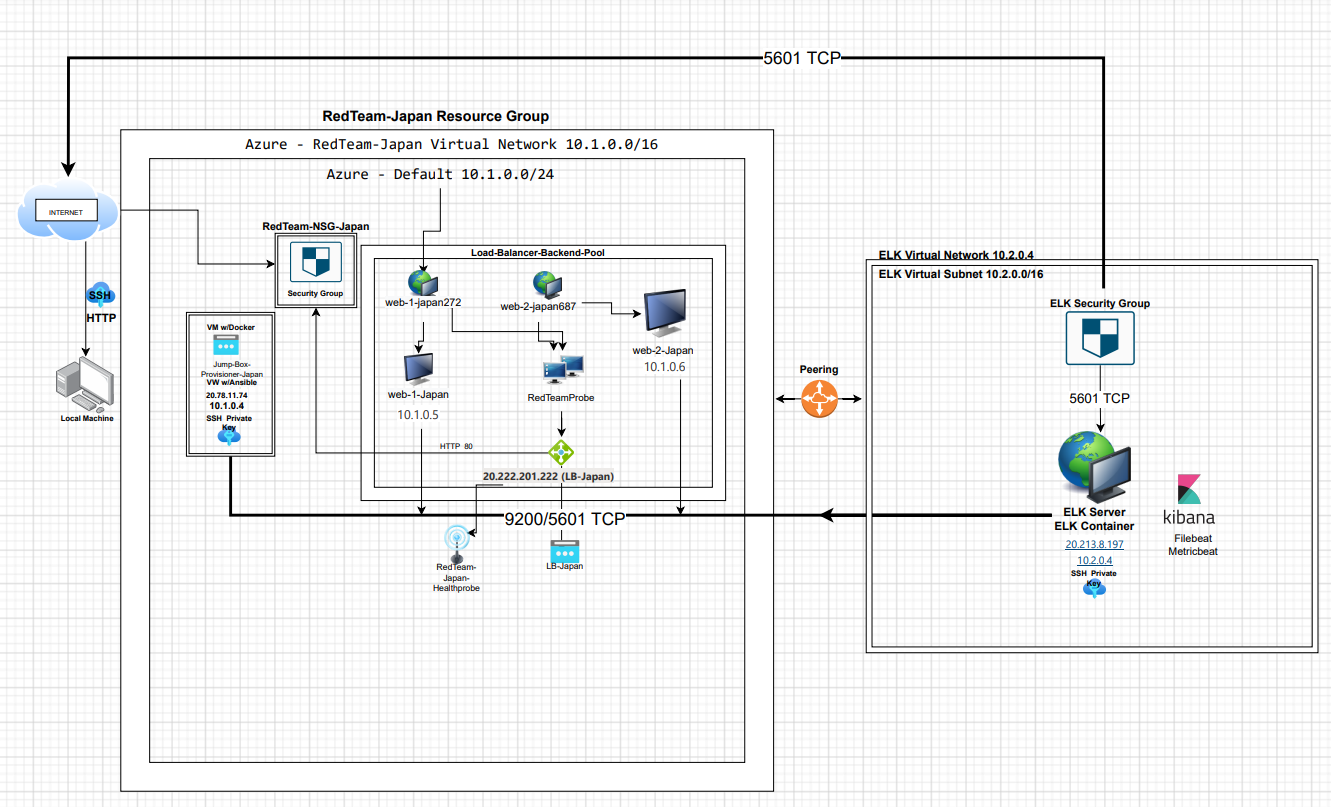 5601 TCP
RedTeam-Japan Resource Group
Azure - RedTeam-Japan Virtual Network 10.1.0.0/16
Azure - Default 10.1.0.0/24
INTERNET
SSH
HTTP
Local Machine
RedTeam-NSG-Japan
Security Group
VM w/Docker
Jump-Box-
Provisioner-Japan
VW w/Ansible
20.78.11.74
10.1.0.4
SSH Private
Key
Load-Balancer-Backend-Pool
web-1-japan272
web-2-japan687
web-2-Japan
10.1.0.6
web-1-Japan
10.1.0.5
RedTeamProbe
HTTP 80
20.222.201.222 (LB-Japan)
9200/5601 TCP
RedTeam-
Japan-
Healthprobe
LB-Japan
Peering
ELK Virtual Network 10.2.0.4
ELK Virtual Subnet 10.2.0.0/16
ELK Security Group
5601 TCP
ELK Server
ELK Container
20.213.8.197
10.2.0.4
SSH Private
Key
kibana
Filebeat
Metricbeat